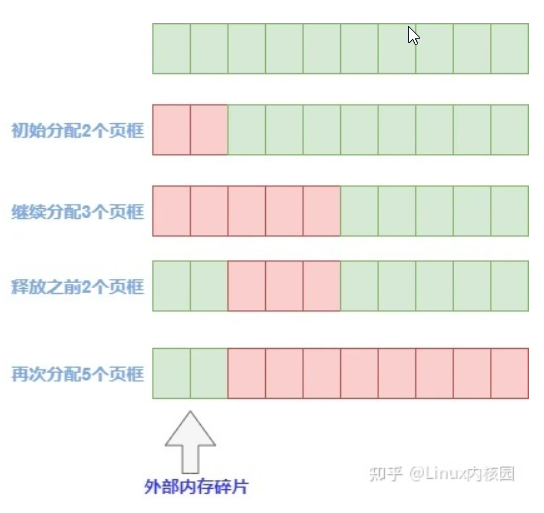 初始分配2个页框
继续分配3个页框
释放之前2个页框
再次分配5个页框
外部内存碎片
知乎 @Linux内核园